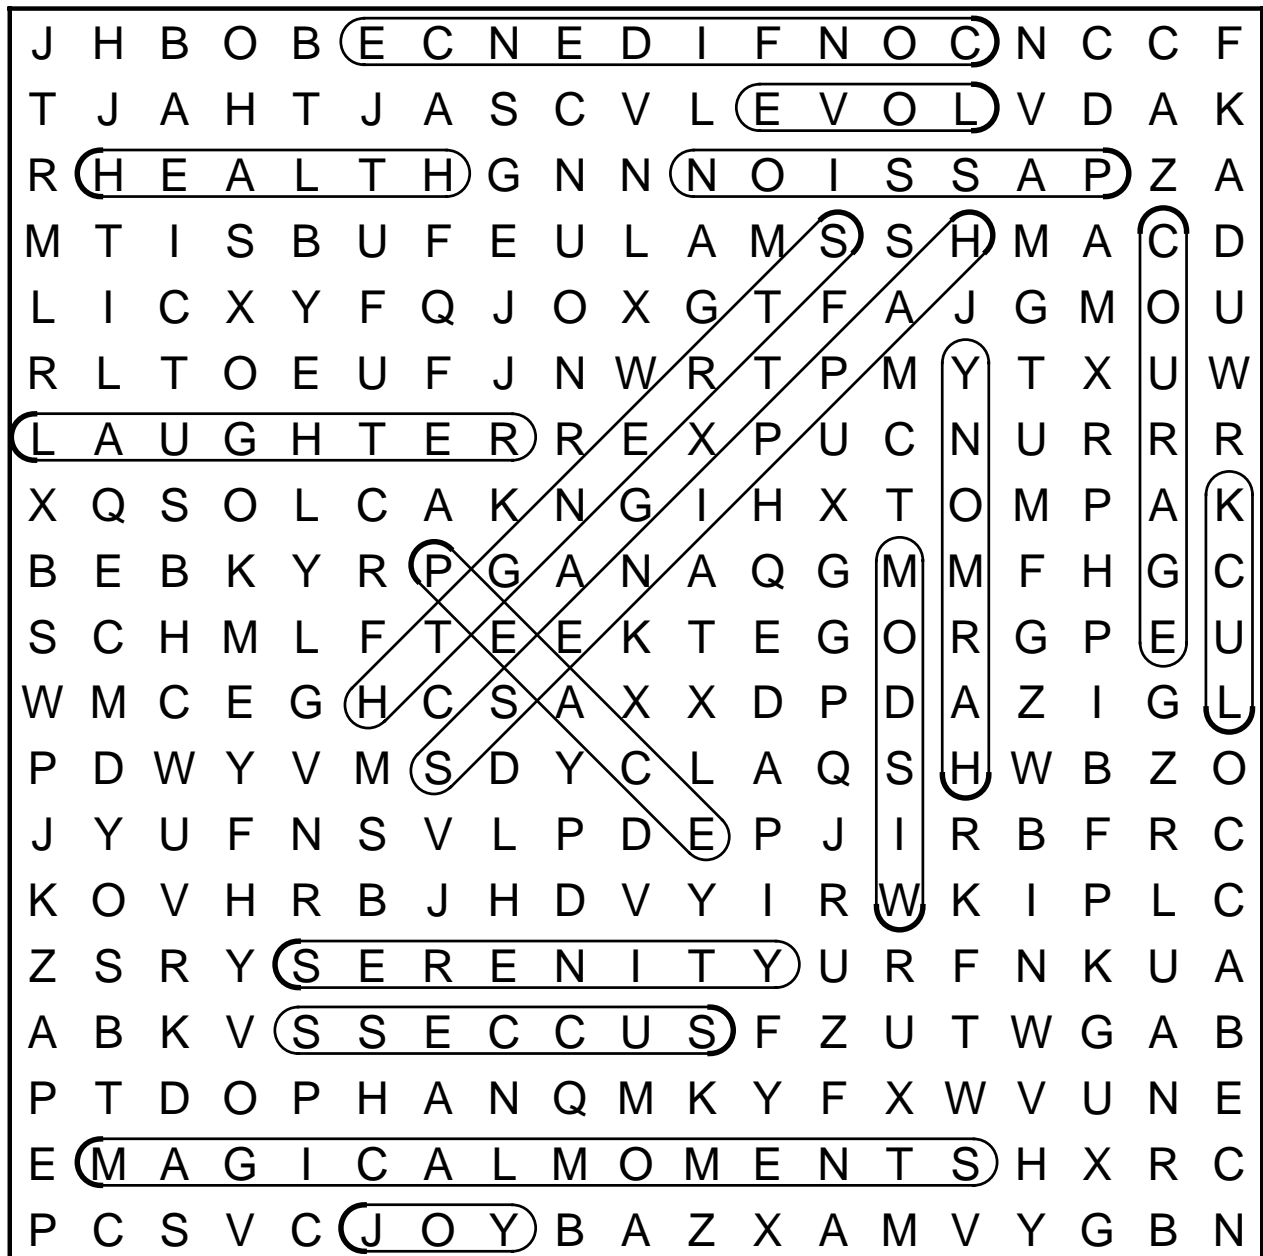 J H B O B E C N E D I F N O C N C C F
T J A H T J A S C V L E V O L V D A K
R H E A L T H G N N N O I S S A P Z A
M T I S B U F E U L A M S S H M A C D
L I C X Y F Q J O X G T F A J G M O U
R L T O E U F J N W R T P M Y T X U W
L A U G H T E R R E X P U C N U R R R
X Q S O L C A K N G I H X T O M P A K
B E B K Y R P G A N A Q G M M F H G C
S C H M L F T E E K T E G O R G P E U
W M C E G H C S A X X D P D A Z I G L
P D W Y V M S D Y C L A Q S H W B Z O
J Y U F N S V L P D E P J I R B F R C
K O V H R B J H D V Y I R W K I P L C
Z S R Y S E R E N I T Y U R F N K U A
A B K V S S E C C U S F Z U T W G A B
P T D O P H A N Q M K Y F X W V U N E
E M A G I C A L M O M E N T S H X R C
P C S V C J O Y B A Z X A M V Y G B N